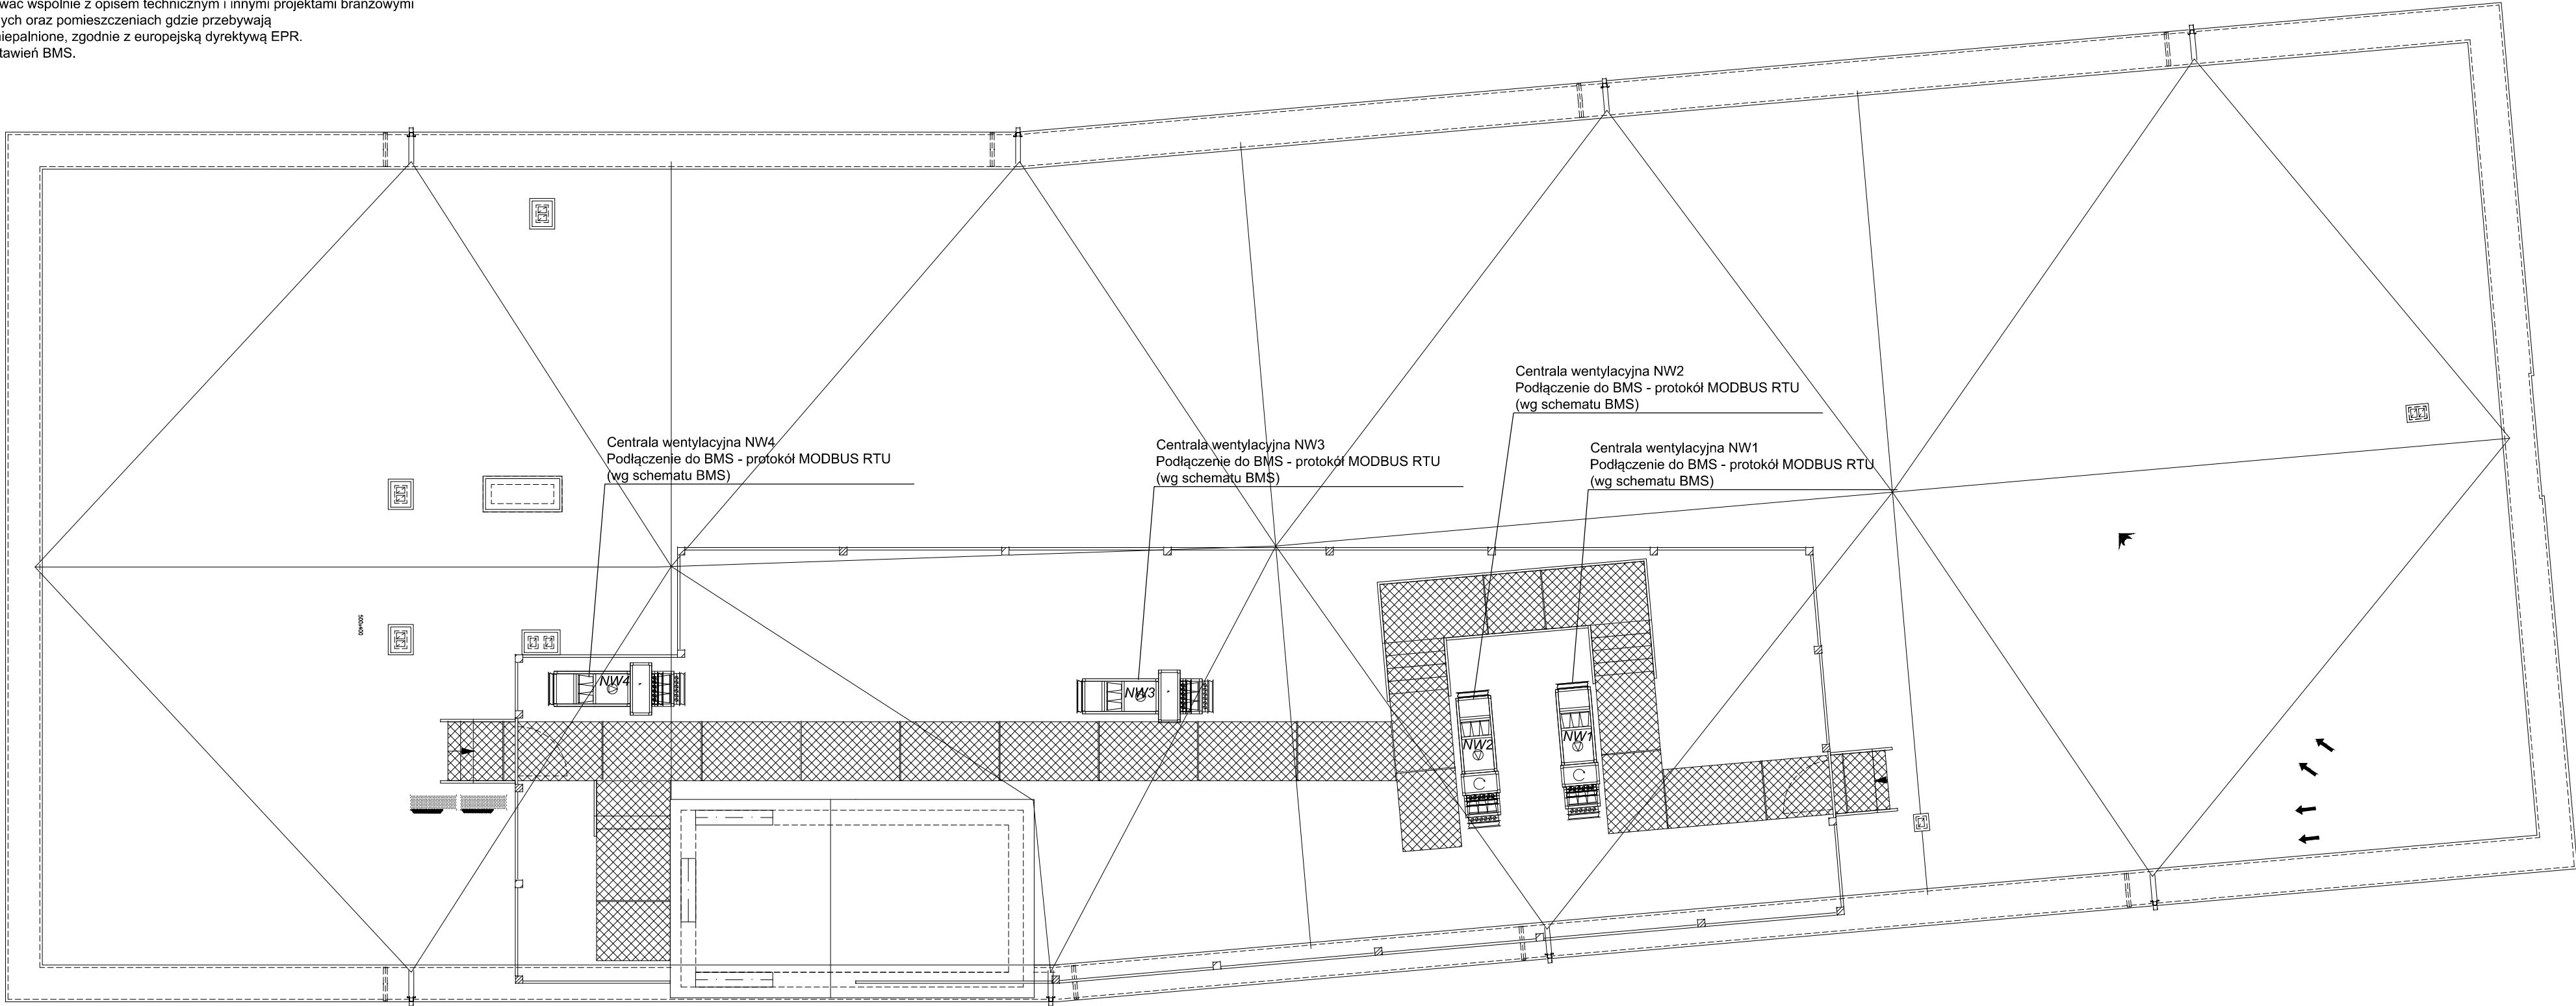 wać wspólnie z opisem technicznym i innymi projektami branżowymi
nych oraz pomieszczeniach gdzie przebywają
niepalnione, zgodnie z europejską dyrektywą EPR.
tawień BMS.
Centrala wentylacyjna NW2
Podłączenie do BMS - protokół MODBUS RTU
(wg schematu BMS)
Centrala wentylacyjna NW4
Podłączenie do BMS - protokół MODBUS RTU
(wg schematu BMS)
Centrala wentylacyjna NW3
Podłączenie do BMS - protokół MODBUS RTU
(wg schematu BMS)
Centrala wentylacyjna NW1
Podłączenie do BMS - protokół MODBUS RTU
(wg schematu BMS)
500x400
NW4
NW3
NW2
NW1